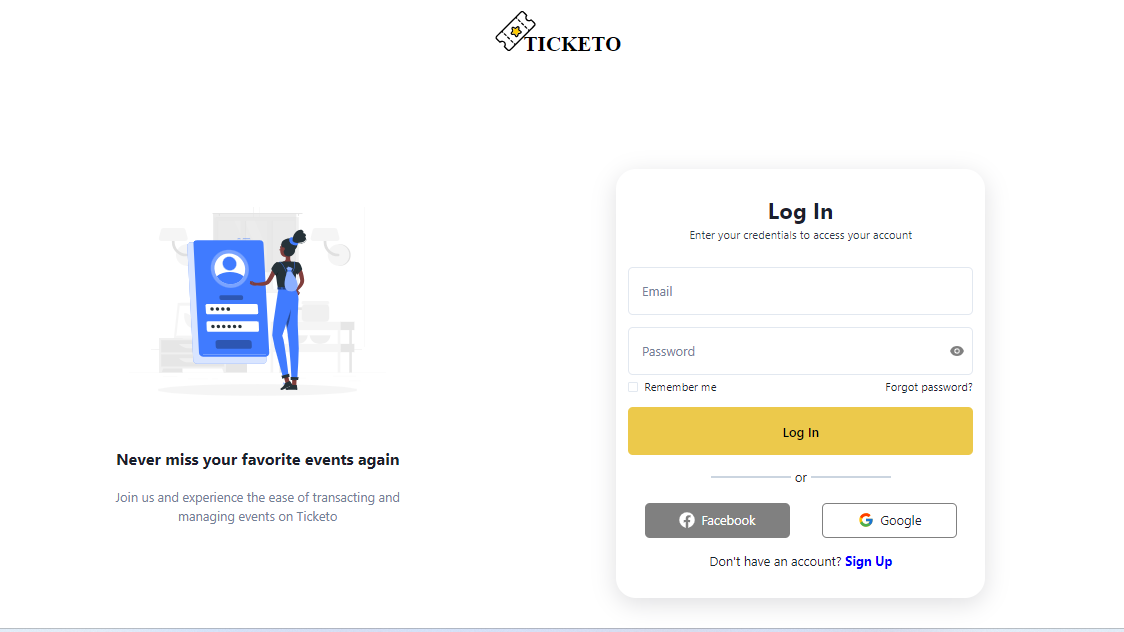 TICKETO
Never miss your favorite events again
Join us and experience the ease of transacting and
managing events on Ticketo
Log In
Enter your credentials to access your account
Email
Password
Remember me
Forgot password?
Log In
or
Facebook
Google
Don't have an account? Sign Up